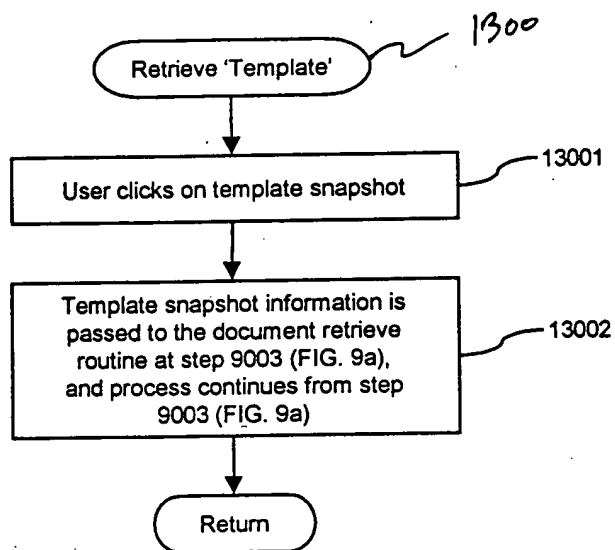 1300
Retrieve 'Template'
User clicks on template snapshot
13001
Template snapshot information is
passed to the document retrieve
routine at step 9003 (FIG. 9a),
and process continues from step
9003 (FIG. 9a)
13002
Return